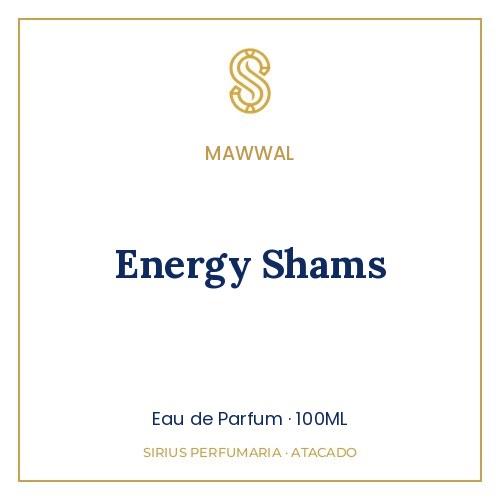 MAWWAL
Energy Shams
Eau de Parfum · 100ML
SIRIUS PERFUMARIA · ATACADO